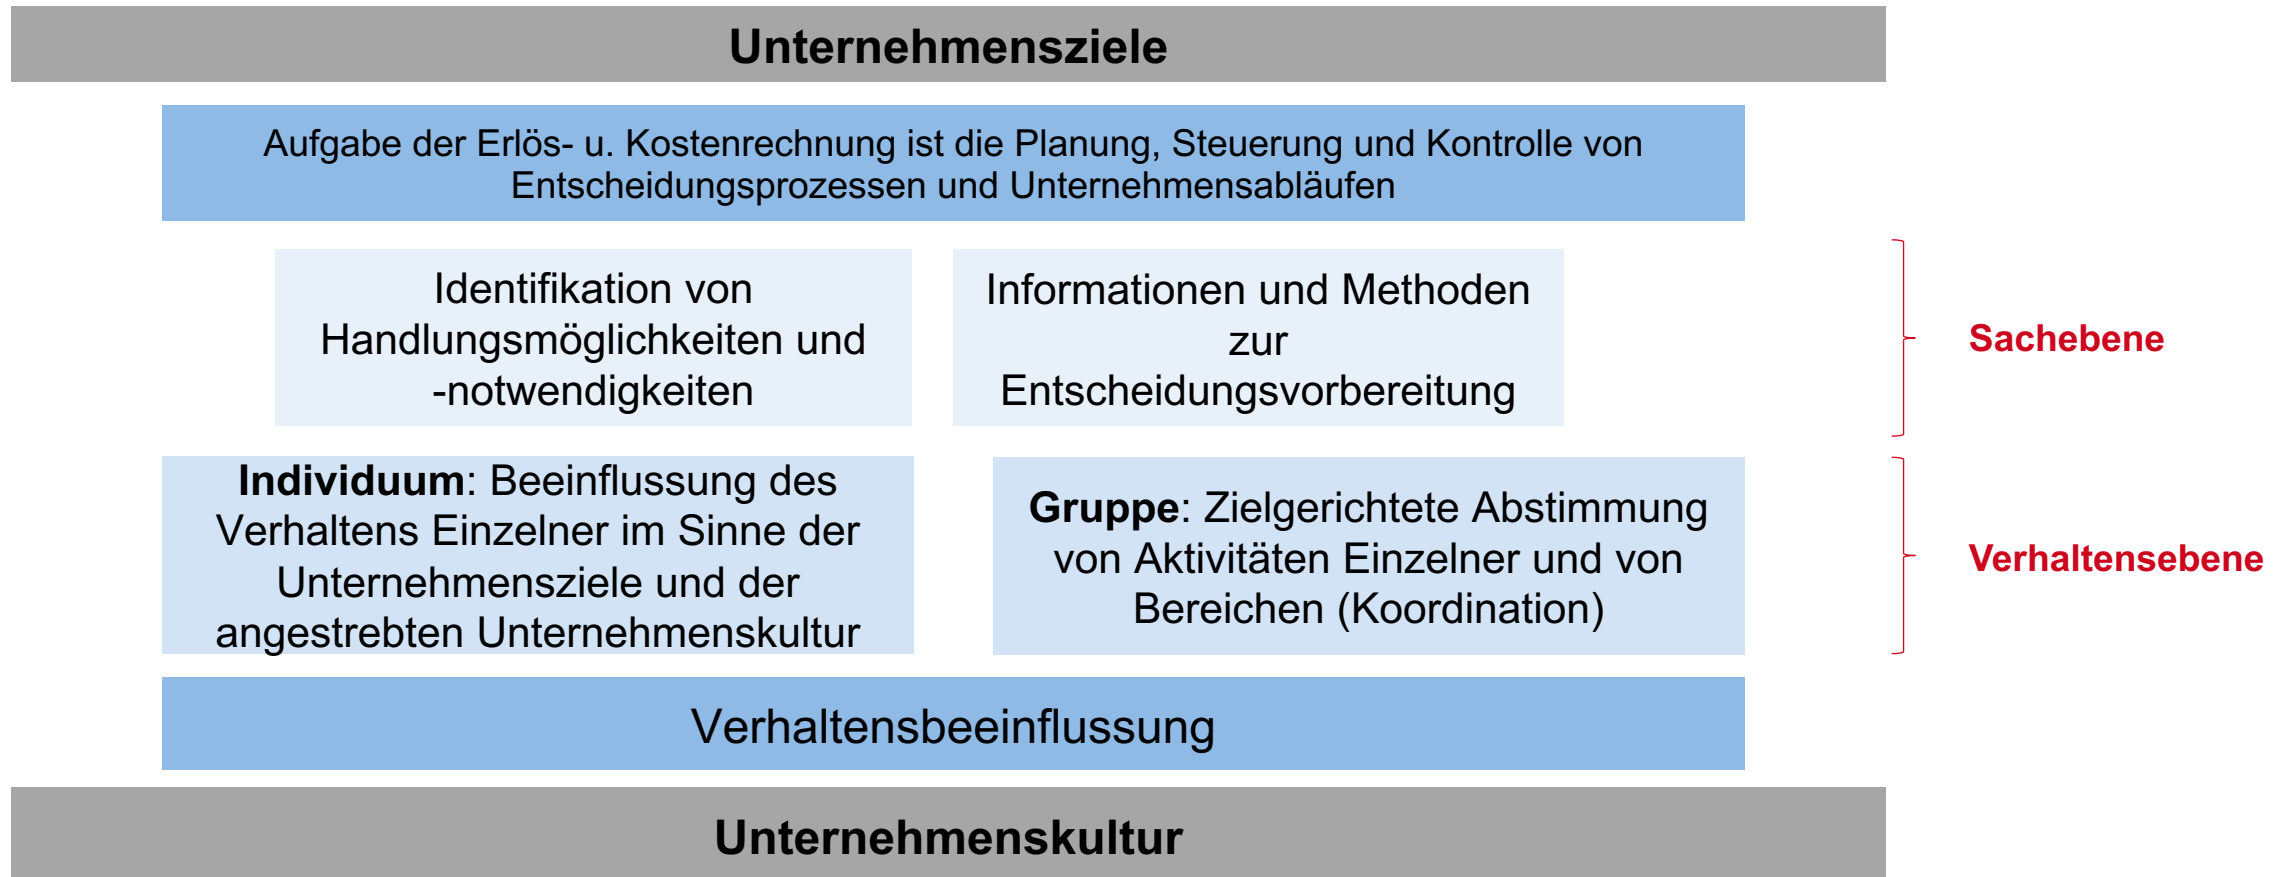 Unternehmensziele
Aufgabe der Erlös- u. Kostenrechnung ist die Planung, Steuerung und Kontrolle von
Entscheidungsprozessen und Unternehmensabläufen
Identifikation von
Handlungsmöglichkeiten und
-notwendigkeiten
Informationen und Methoden
zur
Entscheidungsvorbereitung
Sachebene
Individuum: Beeinflussung des
Verhaltens Einzelner im Sinne der
Unternehmensziele und der
angestrebten Unternehmenskultur
Gruppe: Zielgerichtete Abstimmung
von Aktivitäten Einzelner und von
Bereichen (Koordination)
Verhaltensebene
Verhaltensbeeinflussung
Unternehmenskultur